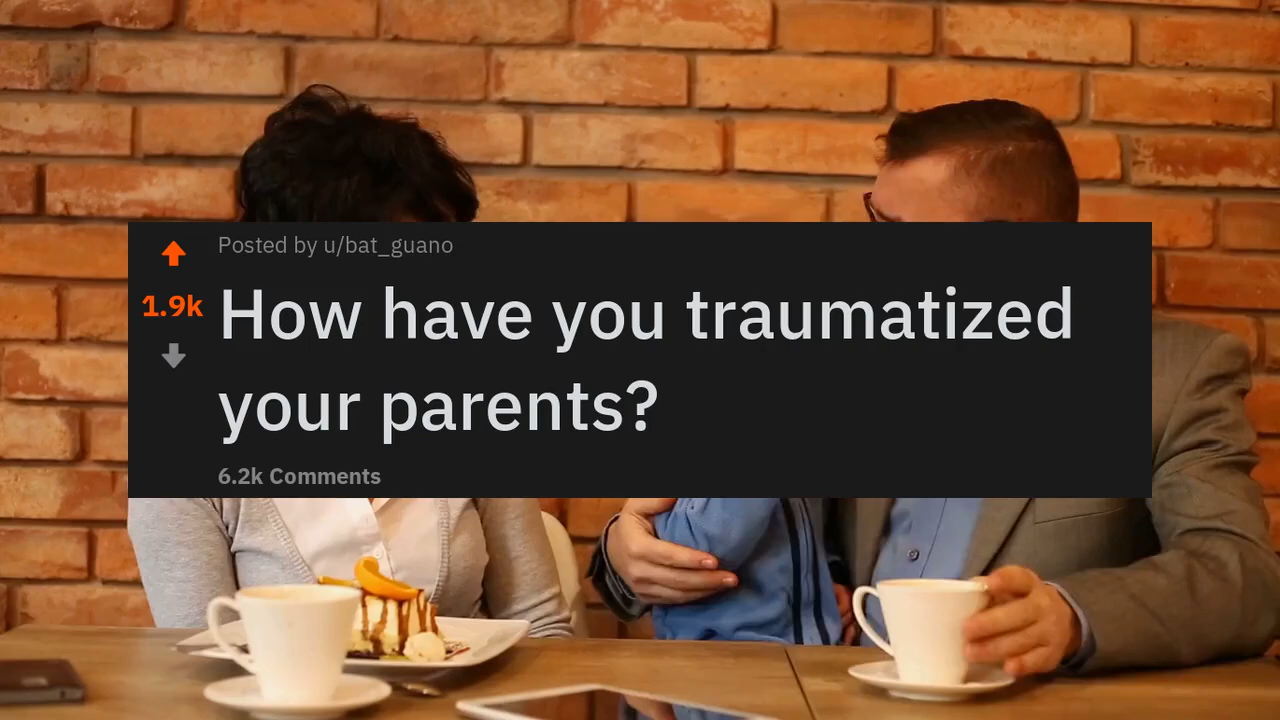 Posted by u/bat_guano
1.9k
How have you traumatized
your parents?
6.2k Comments